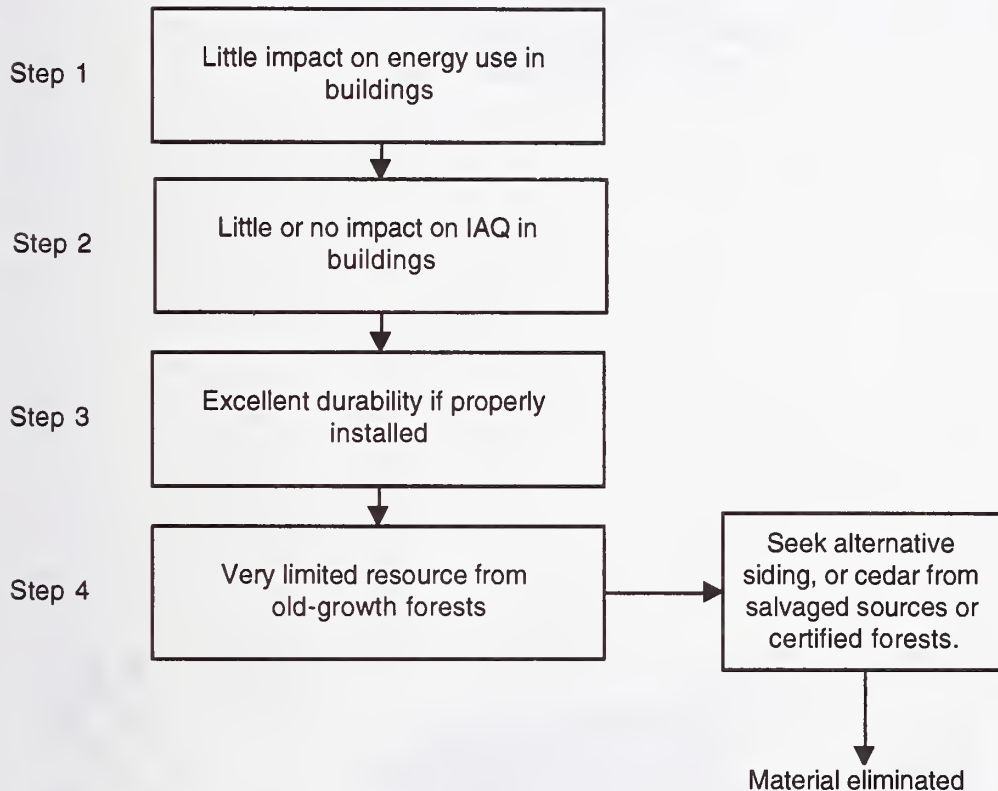 Step 1
Little impact on energy use in
buildings
Step 2
Little or no impact on IAQ in
buildings
Step 3
Excellent durability if properly
installed
Step 4
Very limited resource from
old-growth forests
Seek alternative
siding, or cedar from
salvaged sources or
certified forests.
Material eliminated